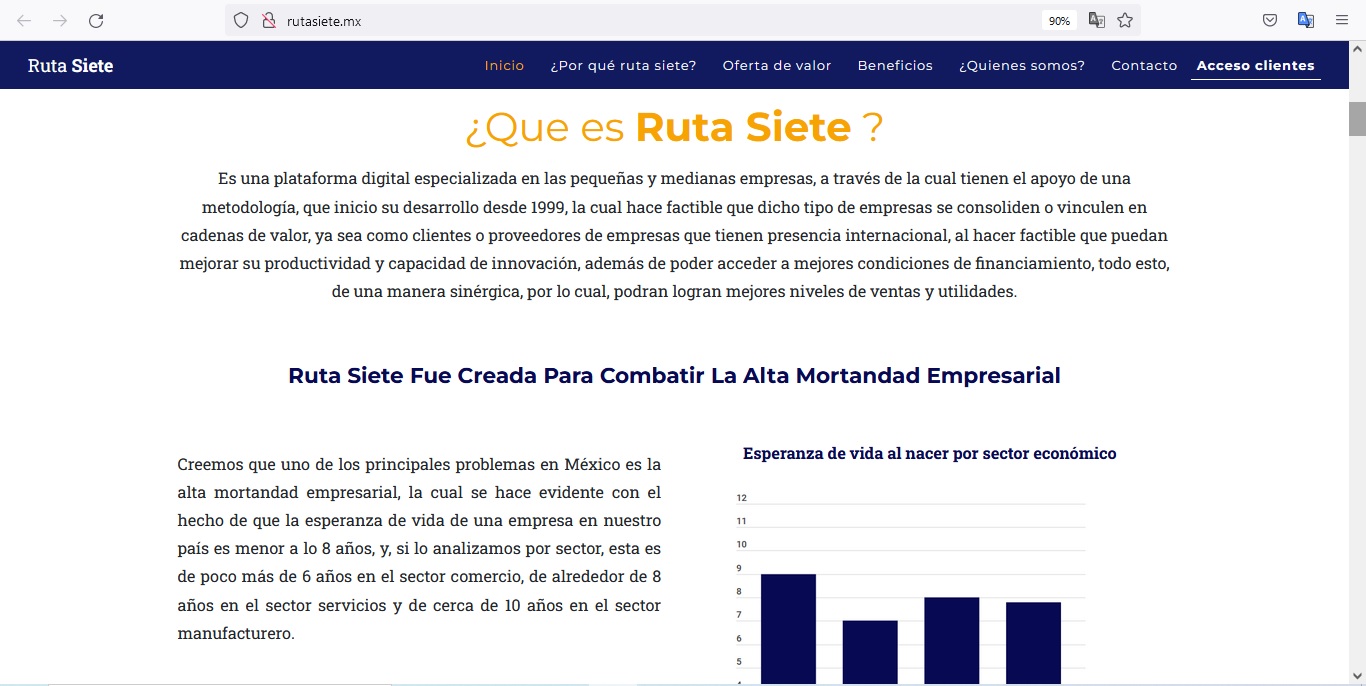 rutasiete.mx
90%
Ruta Siete
Inicio
¿Por qué ruta siete?
Oferta de valor
Beneficios
¿Quienes somos?
Contacto
Acceso clientes
¿Que es Ruta Siete ?
Es una plataforma digital especializada en las pequeñas y medianas empresas, a través de la cual tienen el apoyo de una
metodología, que inicio su desarrollo desde 1999, la cual hace factible que dicho tipo de empresas se consoliden o vinculen en
cadenas de valor, ya sea como clientes o proveedores de empresas que tienen presencia internacional, al hacer factible que puedan
mejorar su productividad y capacidad de innovación, además de poder acceder a mejores condiciones de financiamiento, todo esto,
de una manera sinérgica, por lo cual, podran logran mejores niveles de ventas y utilidades.
Ruta Siete Fue Creada Para Combatir La Alta Mortandad Empresarial
Creemos que uno de los principales problemas en México es la
alta mortandad empresarial, la cual se hace evidente con el
hecho de que la esperanza de vida de una empresa en nuestro
país es menor a lo 8 años, y, si lo analizamos por sector, esta es
de poco más de 6 años en el sector comercio, de alrededor de 8
años en el sector servicios y de cerca de 10 años en el sector
manufacturero.
Esperanza de vida al nacer por sector económico
12
11
10
9
8
7
6
5